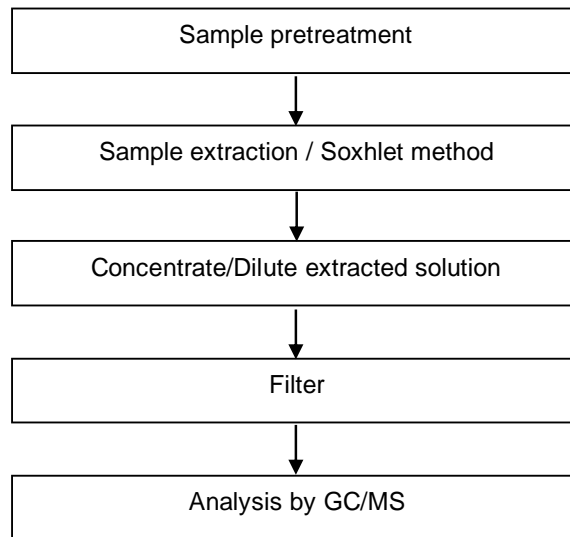 Sample pretreatment
Sample extraction / Soxhlet method
Concentrate/Dilute extracted solution
Filter
Analysis by GC/MS